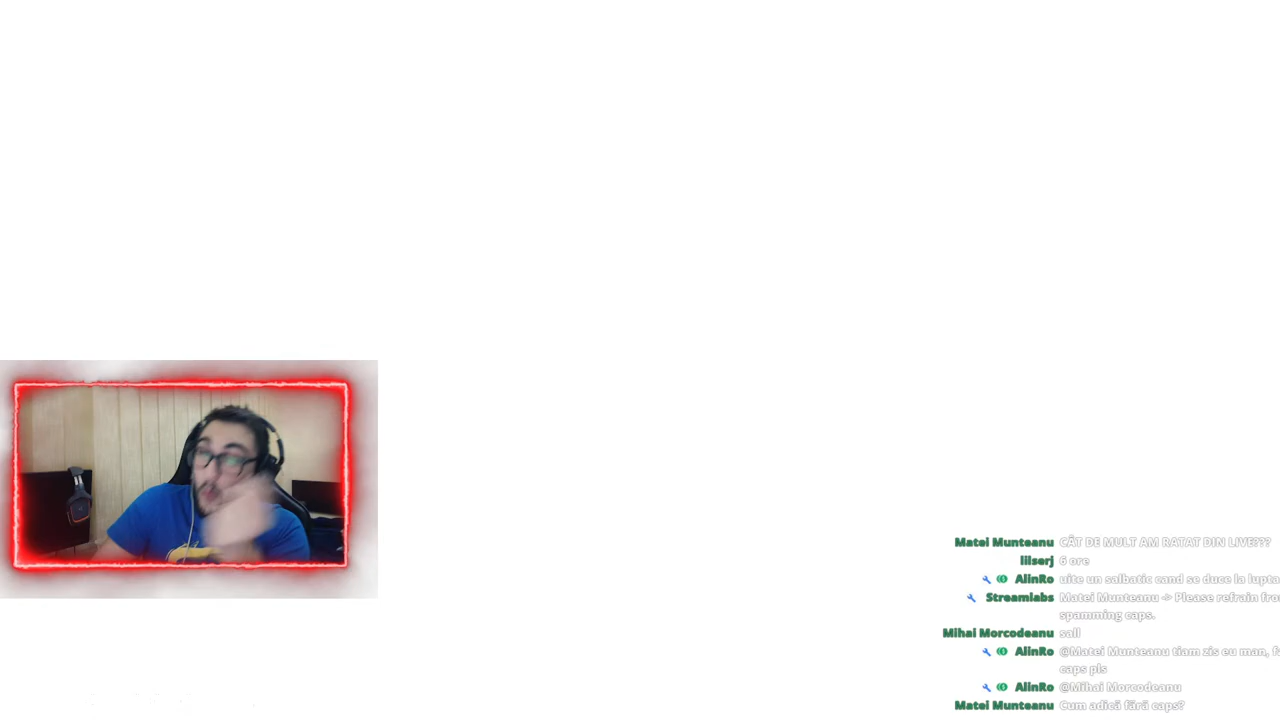 Matei Munteanu CÂT DE MULT AM RATAT DIN LIVE???
lilserj 6 ore
AlinRo uite un salbatic cand se duce la lupta
Streamlabs Matei Munteanu -> Please refrain
spamming caps.
Mihai Morcodeanu sall
AlinRo @Matei Munteanu tiam zis eu man,
caps pls
AlinRo @Mihai Morcodeanu
Matei Munteanu Cum adică fără caps?